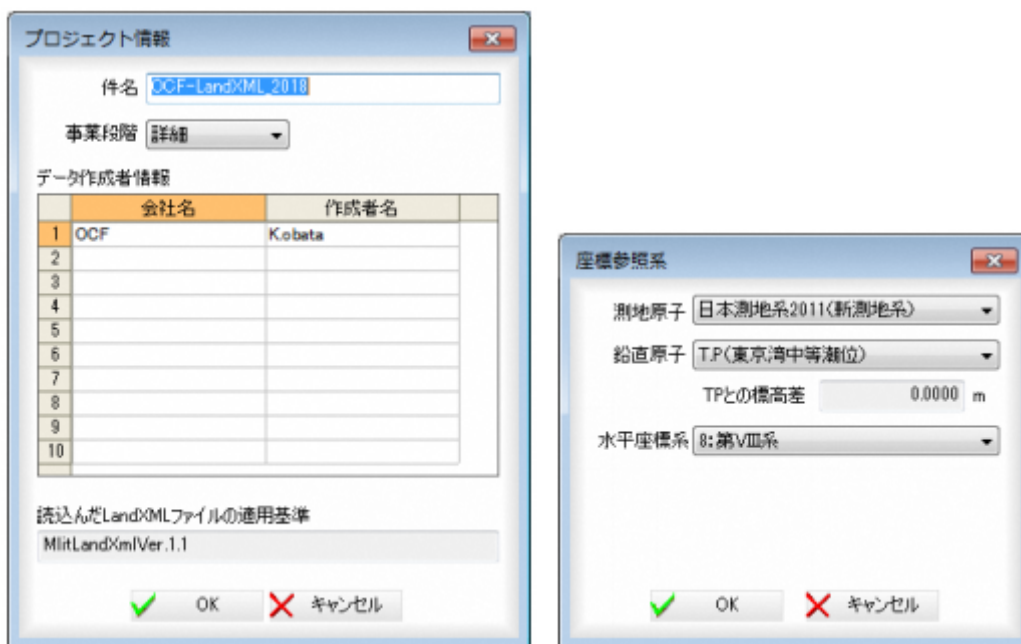 プロジェクト情報
件名 OCF-LandXML_2018
事業段階 詳細
データ作成者情報
会社名 作成者名
1 OCF K.obata
2
3
4
5
6
7
8
9
10
読込んだLandXMLファイルの適用基準
MlitLandXmlVer.1.1
OK キャンセル
座標参照系
測地原子 日本測地系2011(新測地系)
鉛直原子 T.P(東京湾中等潮位)
TPとの標高差 0.0000 m
水平座標系 8:第VIII系
OK キャンセル